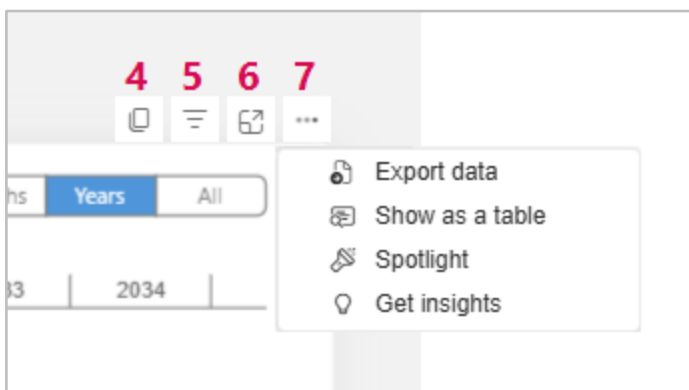 4 5 6 7
Export data
hs Years All
Show as a table
Spotlight
33 2034
Get insights